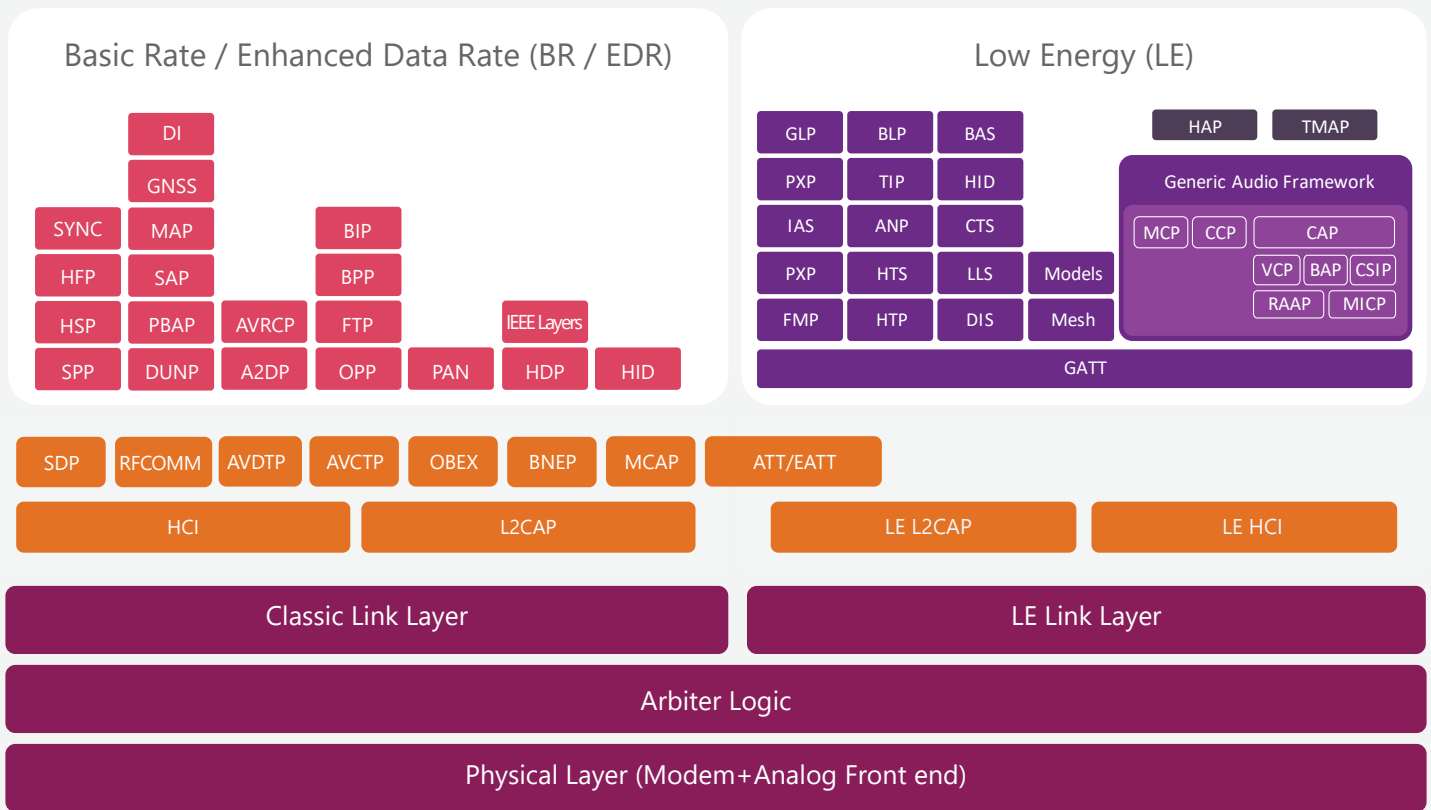 Basic Rate / Enhanced Data Rate (BR / EDR)
DI
GNSS
SYNC MAP BIP
HFP SAP BPP
HSP PBAP AVRCP FTP IEEE Layers
SPP DUNP A2DP OPP PAN HDP HID
Low Energy (LE)
HAP TMAP
GLP BLP BAS
PXP TIP HID
IAS ANP CTS
PXP HTS LLS Models
FMP HTP DIS Mesh
Generic Audio Framework
MCP CCP CAP
VCP BAP CSIP
RAAP MICP
GATT
SDP RFCOMM AVDTP AVCTP OBEX BNEP MCAP ATT/EATT
HCI L2CAP LE L2CAP LE HCI
Classic Link Layer LE Link Layer
Arbiter Logic
Physical Layer (Modem+Analog Front end)